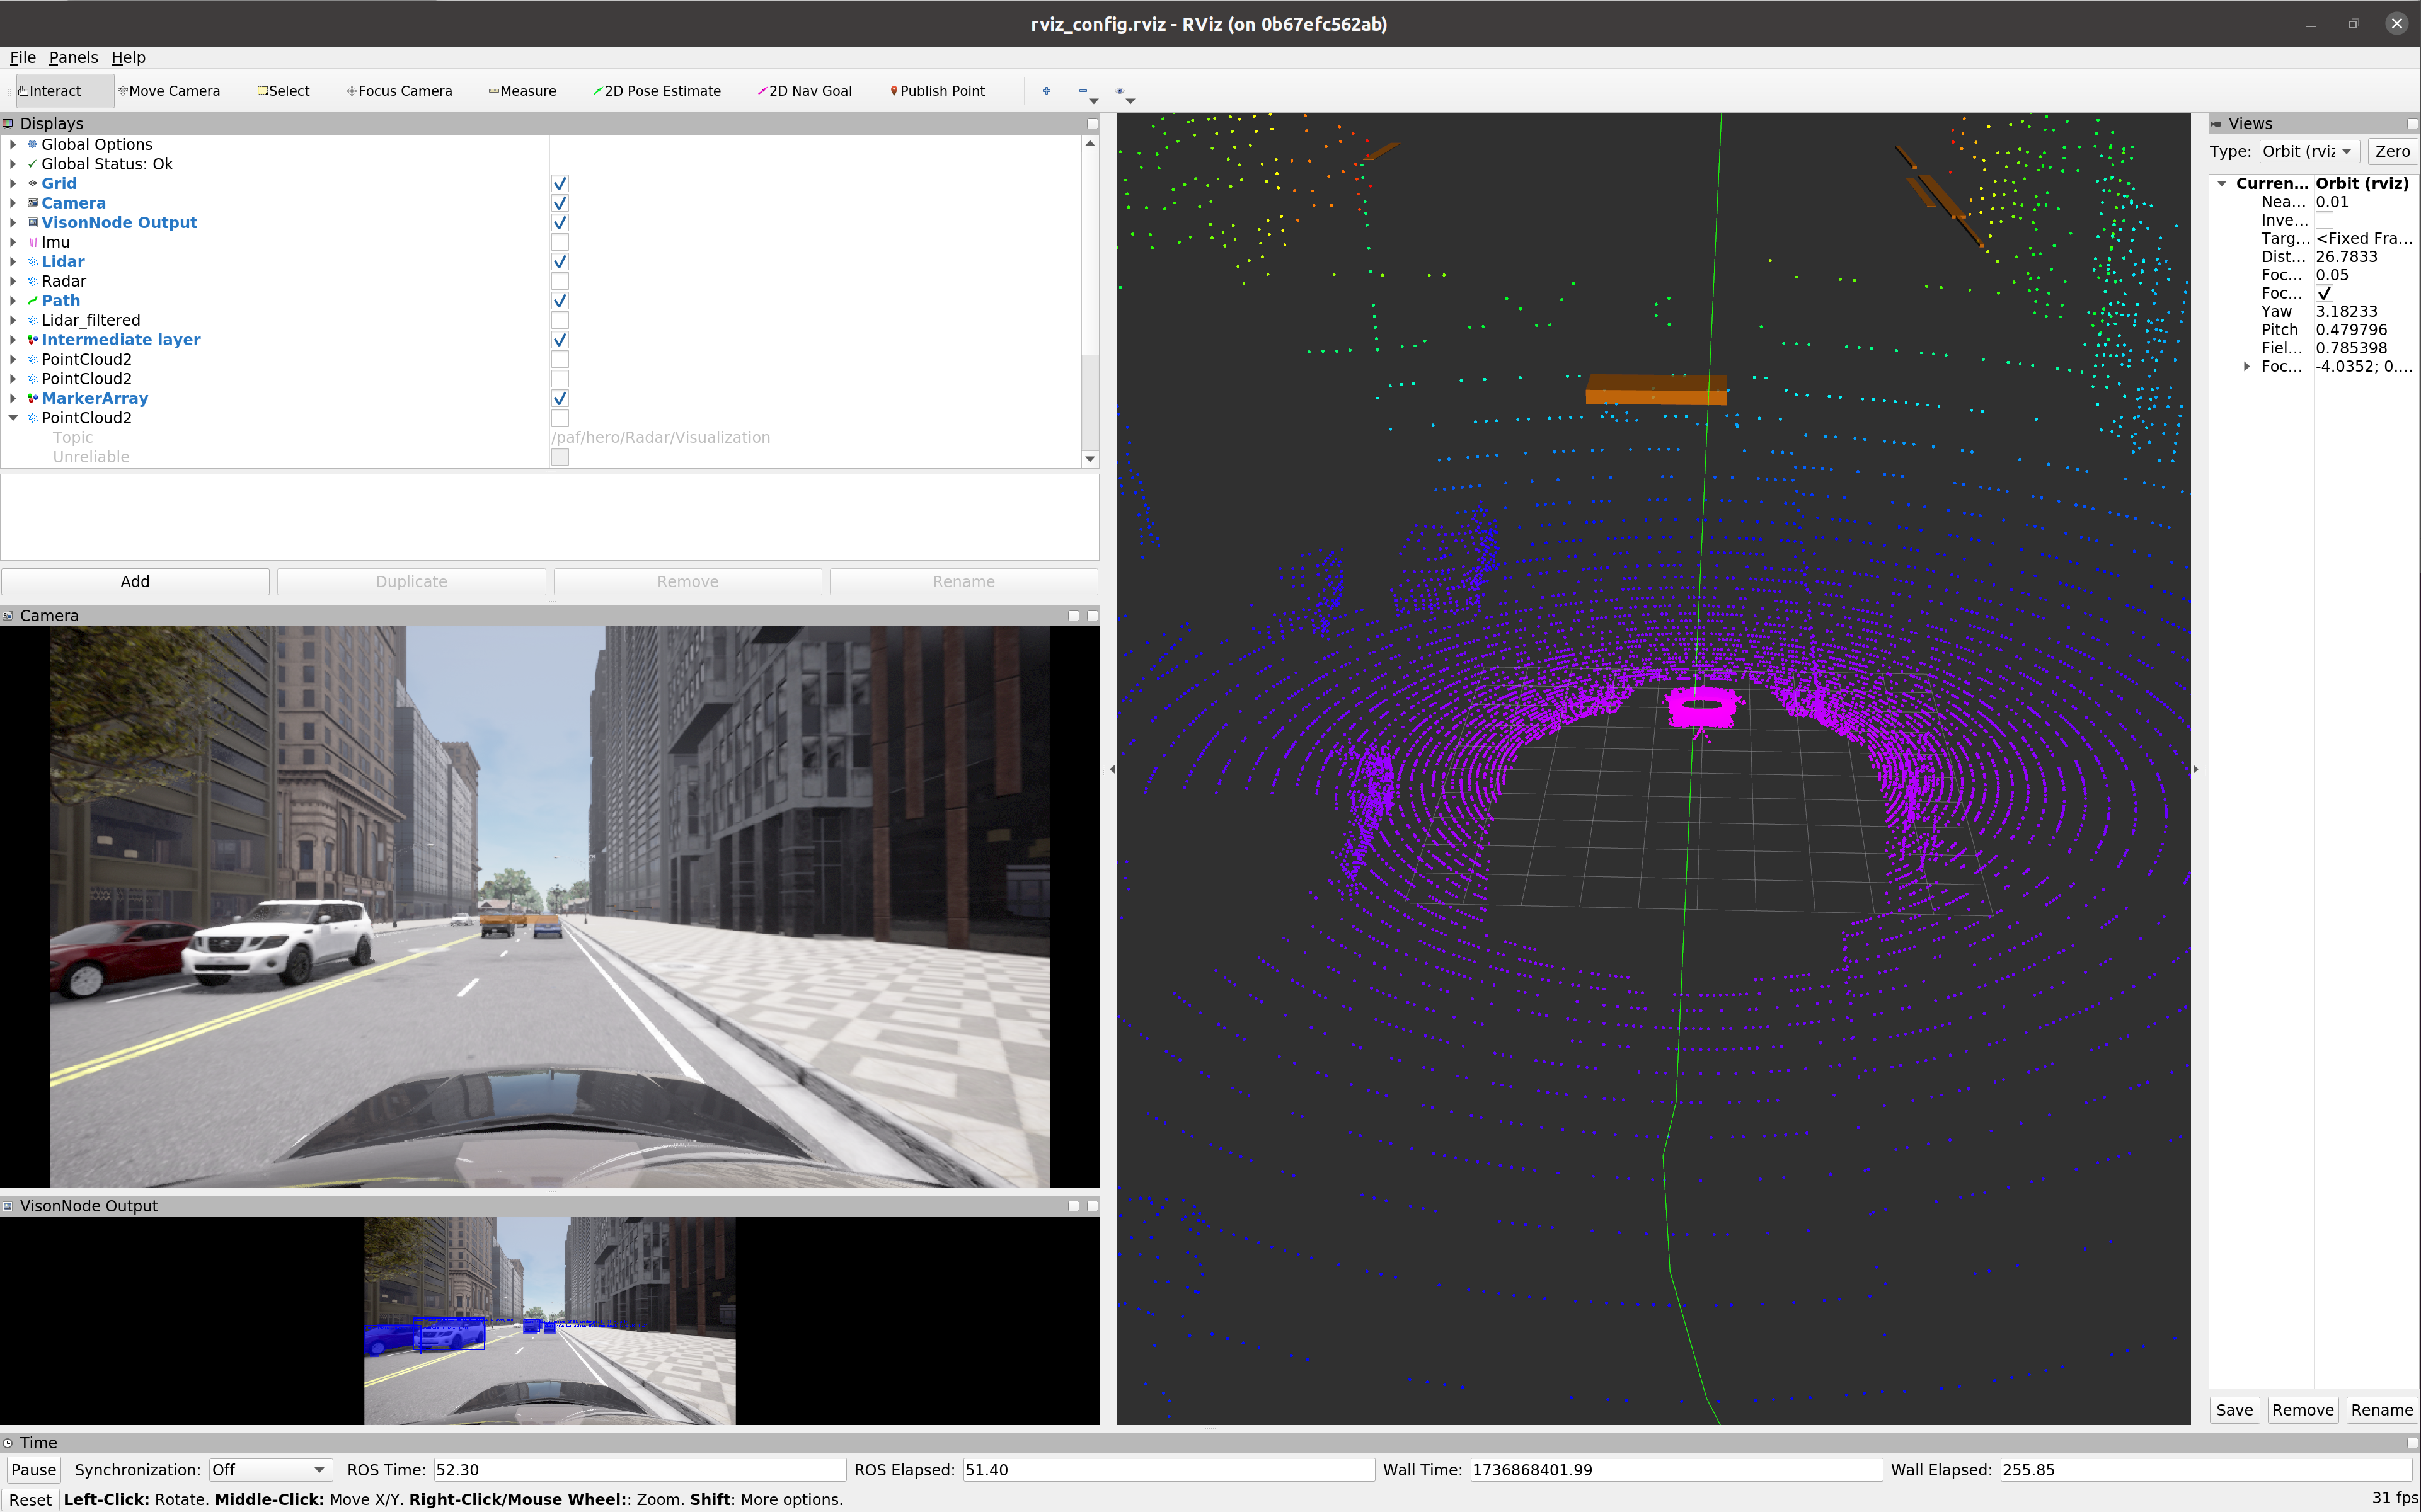 rviz_config.rviz - RViz (on 0b67efc562ab)
File Panels Help
Interact Move Camera Select Focus Camera Measure 2D Pose Estimate 2D Nav Goal Publish Point
Displays
Global Options
Global Status: Ok
Grid
Camera
VisonNode Output
Imu
Lidar
Radar
Path
Lidar_filtered
Intermediate layer
PointCloud2
PointCloud2
MarkerArray
PointCloud2
Topic /paf/hero/Radar/Visualization
Unreliable
Add Duplicate Remove Rename
Camera
VisonNode Output
Views
Type: Orbit (rviz Zero
Curren... Orbit (rviz)
Nea... 0.01
Inve...
Targ... <Fixed Fra...
Dist... 26.7833
Foc... 0.05
Foc...
Yaw 3.18233
Pitch 0.479796
Fiel... 0.785398
Foc... -4.0352; 0....
Save Remove Rename
Time
Pause Synchronization: Off ROS Time: 52.30 ROS Elapsed: 51.40 Wall Time: 1736868401.99 Wall Elapsed: 255.85
Reset Left-Click: Rotate. Middle-Click: Move X/Y. Right-Click/Mouse Wheel:: Zoom. Shift: More options. 31 fps